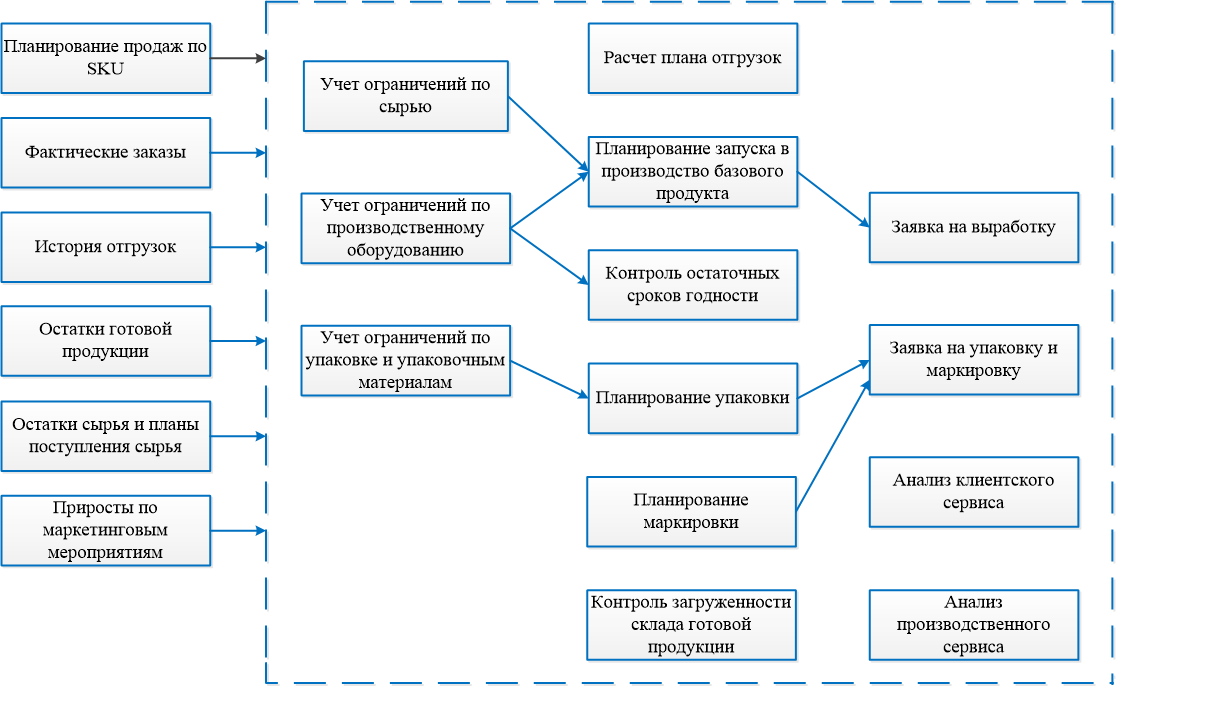 Планирование продаж по
SKU
Фактические заказы
История отгрузок
Остатки готовой
продукции
Остатки сырья и планы
поступления сырья
Приросты по
маркетинговым
мероприятиям
Учет ограничений по
сырью
Учет ограничений по
производственному
оборудованию
Учет ограничений по
упаковке и упаковочным
материалам
Расчет плана отгрузок
Планирование запуска в
производство базового
продукта
Контроль остаточных
сроков годности
Планирование упаковки
Планирование
маркировки
Контроль загруженности
склада готовой
продукции
Заявка на выработку
Заявка на упаковку и
маркировку
Анализ клиентского
сервиса
Анализ
производственного
сервиса